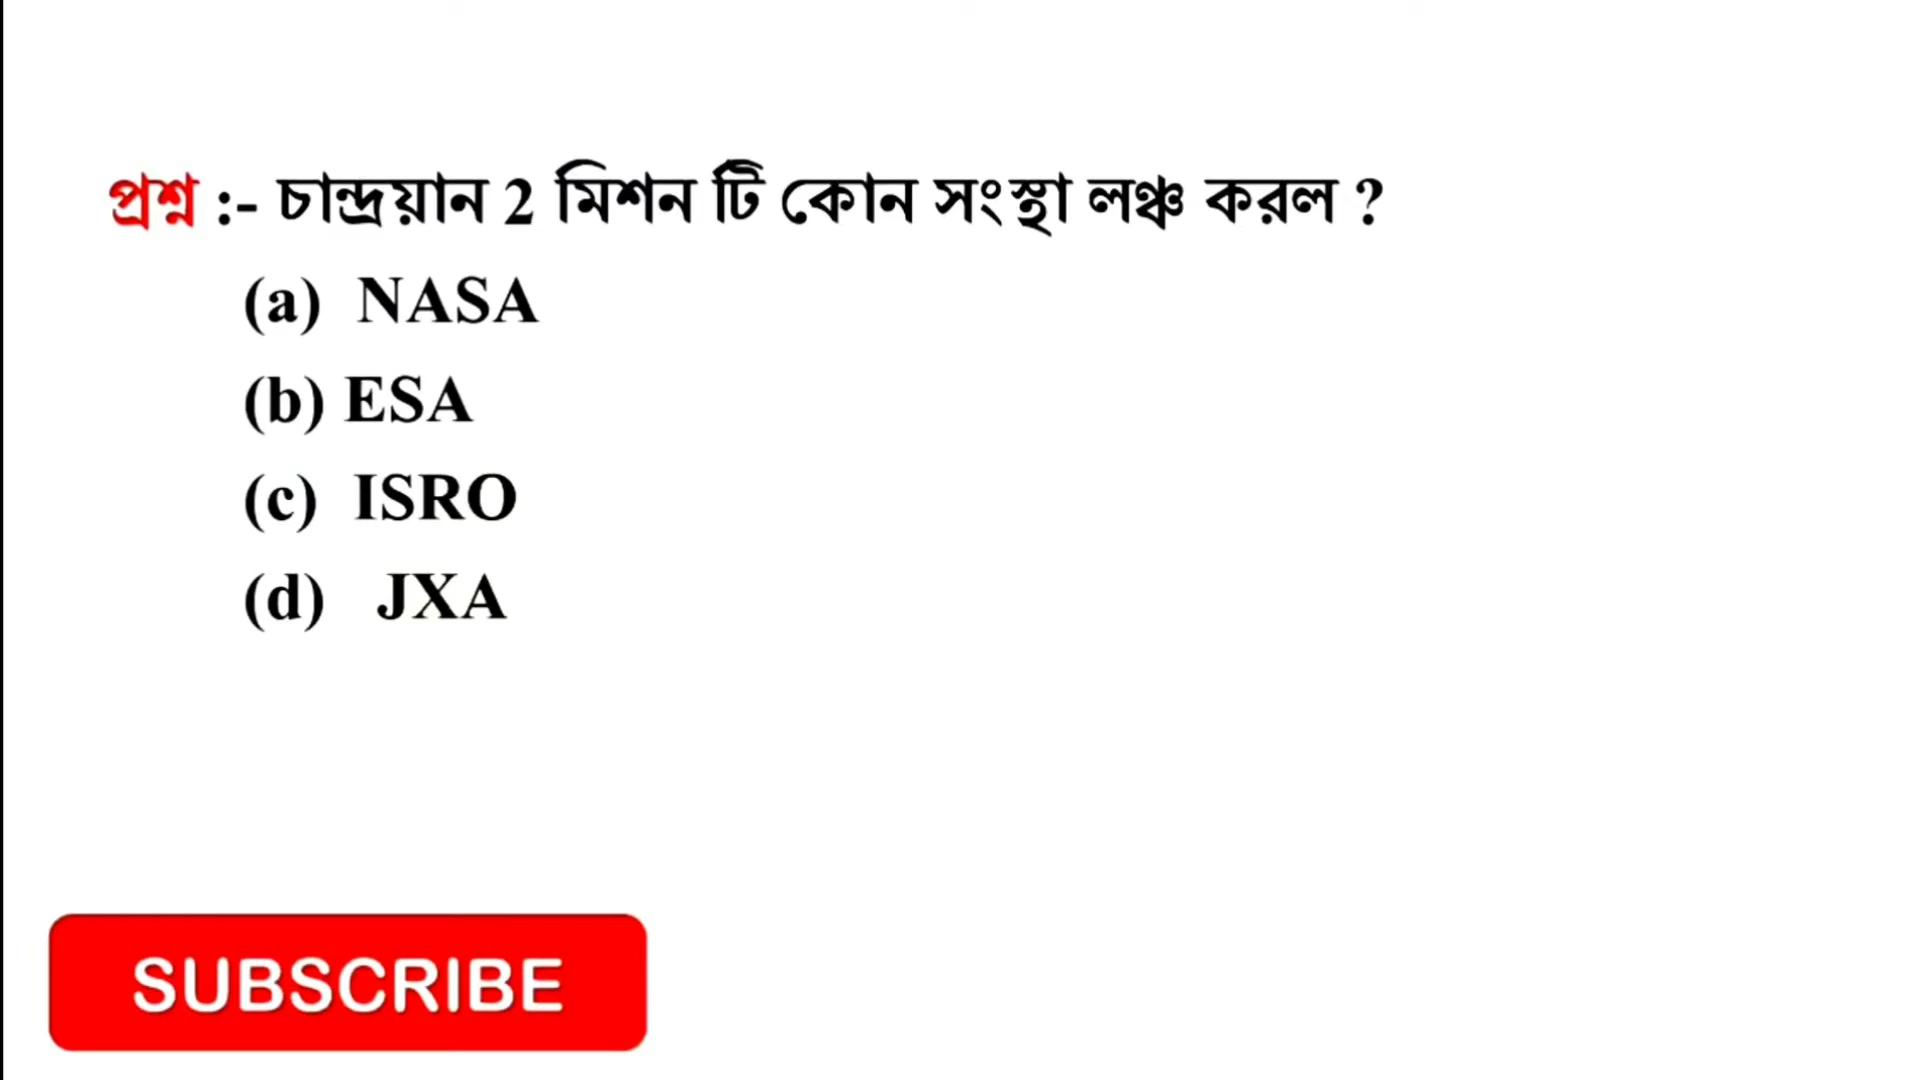 প্রশ্ন :- চান্দ্রয়ান 2 মিশন টি কোন সংস্থা লঞ্চ করল ?
(a) NASA
(b) ESA
(c) ISRO
(d) JXA
SUBSCRIBE